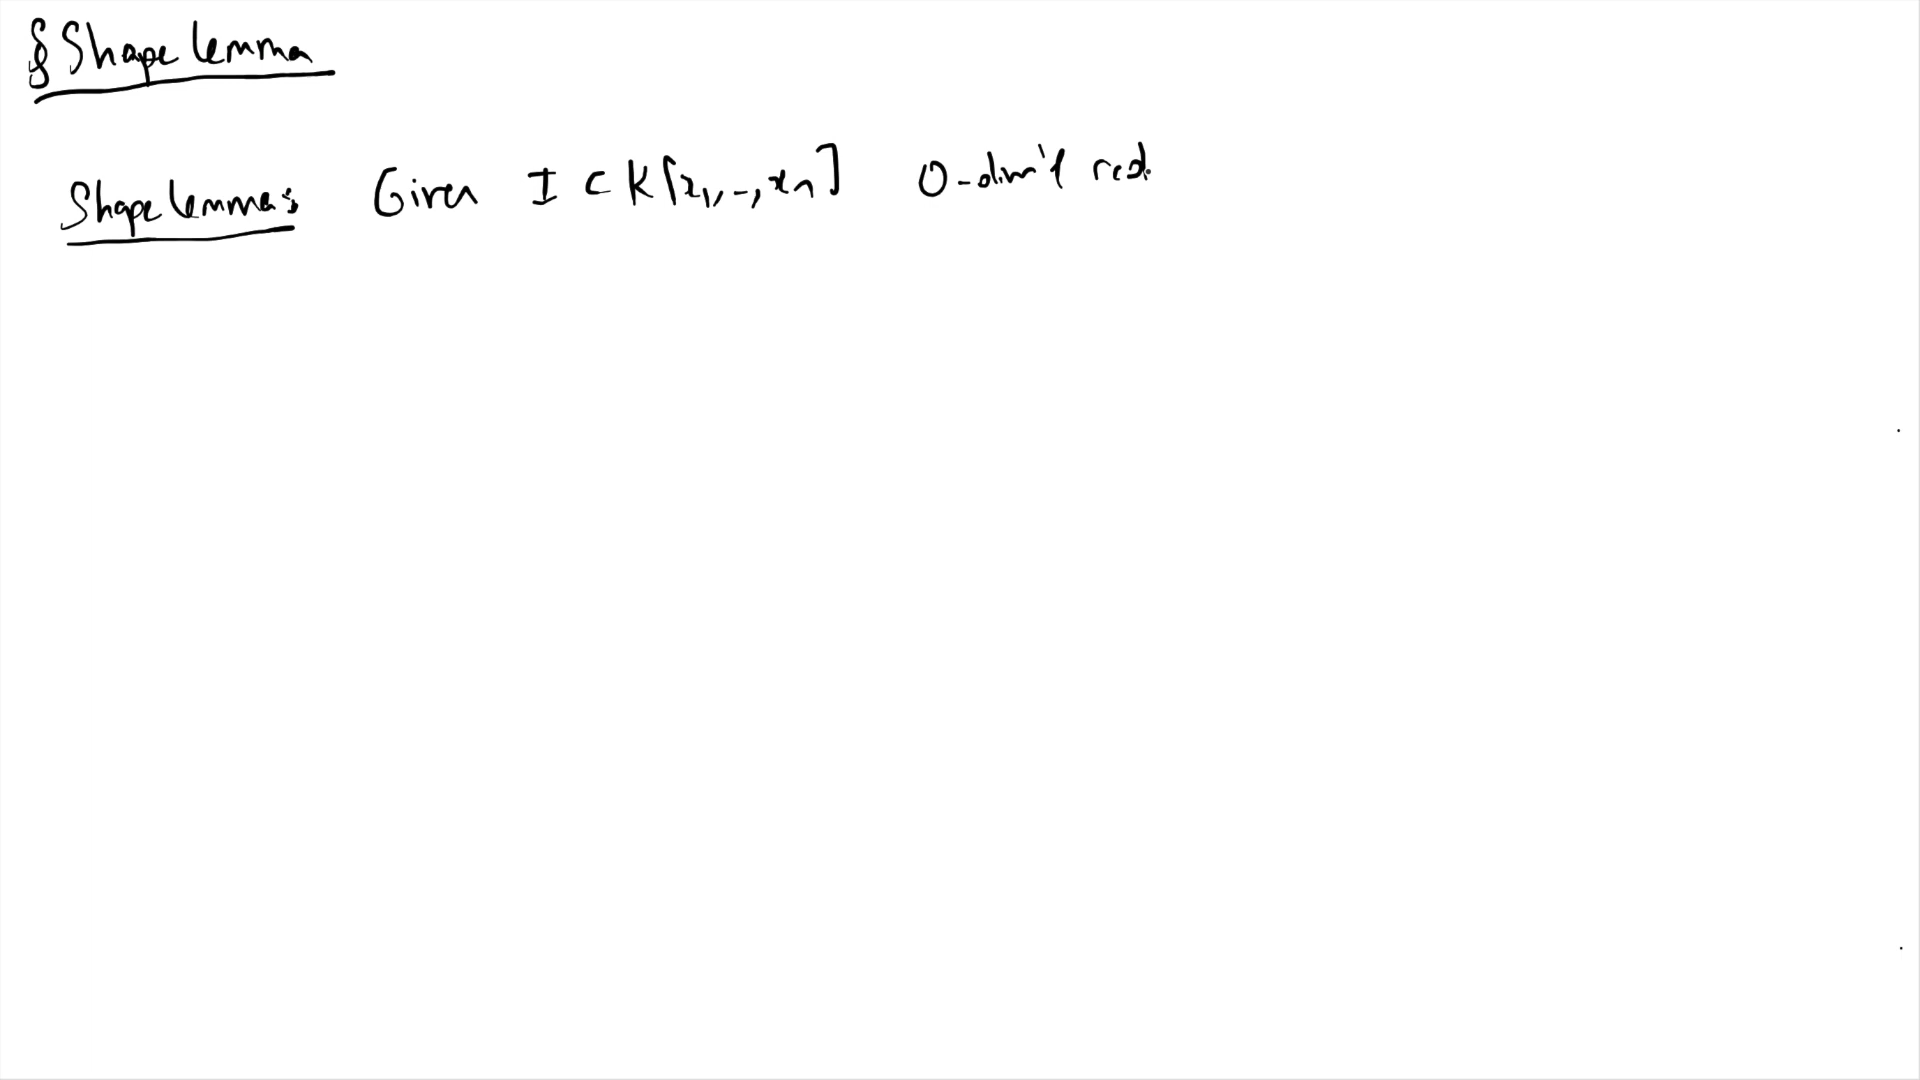 § Shape lemma
Shape lemma: Given I ⊂ K[x₁,-,xₙ] 0-dim'l red.